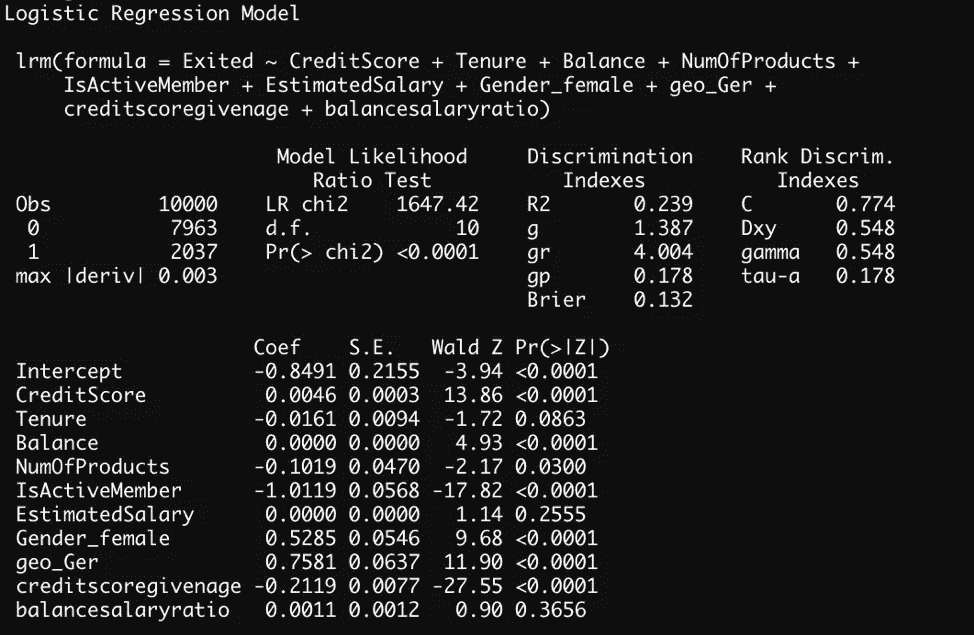 Logistic Regression Model
lrm(formula = Exited ~ CreditScore + Tenure + Balance + NumOfProducts +
IsActiveMember + EstimatedSalary + Gender_female + geo_Ger +
creditscoregivenage + balancesalaryratio)
Model Likelihood Discrimination Rank Discrim.
Ratio Test Indexes Indexes
Obs 10000 LR chi2 1647.42 R2 0.239 C 0.774
0 7963 d.f. 10 g 1.387 Dxy 0.548
1 2037 Pr(> chi2) <0.0001 gr 4.004 gamma 0.548
max |deriv| 0.003 gp 0.178 tau-a 0.178
Brier 0.132
Coef S.E. Wald Z Pr(>|Z|)
Intercept -0.8491 0.2155 -3.94 <0.0001
CreditScore 0.0046 0.0003 13.86 <0.0001
Tenure -0.0161 0.0094 -1.72 0.0863
Balance 0.0000 0.0000 4.93 <0.0001
NumOfProducts -0.1019 0.0470 -2.17 0.0300
IsActiveMember -1.0119 0.0568 -17.82 <0.0001
EstimatedSalary 0.0000 0.0000 1.14 0.2555
Gender_female 0.5285 0.0546 9.68 <0.0001
geo_Ger 0.7581 0.0637 11.90 <0.0001
creditscoregivenage -0.2119 0.0077 -27.55 <0.0001
balancesalaryratio 0.0011 0.0012 0.90 0.3656